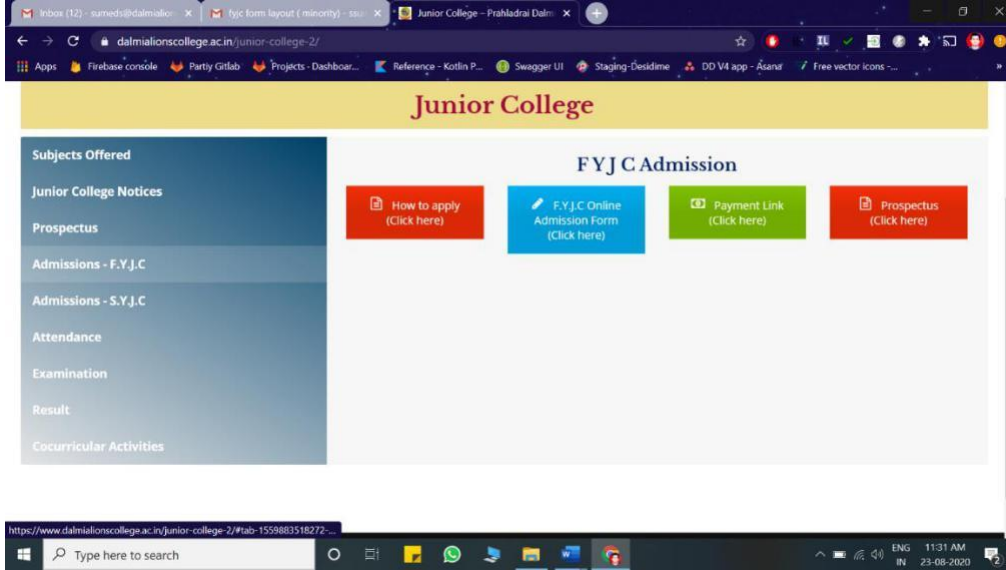 Inbox (12) - sumeds@dalmialion
fyjc form layout ( minority) - ssu
Junior College – Prahladrai Dalm
dalmialionscollege.ac.in/junior-college-2/
Apps
Firebase console
Partiy Gitlab
Projects - Dashboar...
Reference - Kotlin P...
Swagger UI
Staging-Desidime
DD V4 app - Asana
Free vector icons -...
»
Junior College
Subjects Offered
Junior College Notices
Prospectus
Admissions - F.Y.J.C
Admissions - S.Y.J.C
Attendance
Examination
Result
Cocurricular Activities
F Y J C Admission
How to apply
(Click here)
F.Y.J.C Online
Admission Form
(Click here)
Payment Link
(Click here)
Prospectus
(Click here)
https://www.dalmialionscollege.ac.in/junior-college-2/#tab-1559883518272-...
Type here to search
ENG
IN
11:31 AM
23-08-2020
2